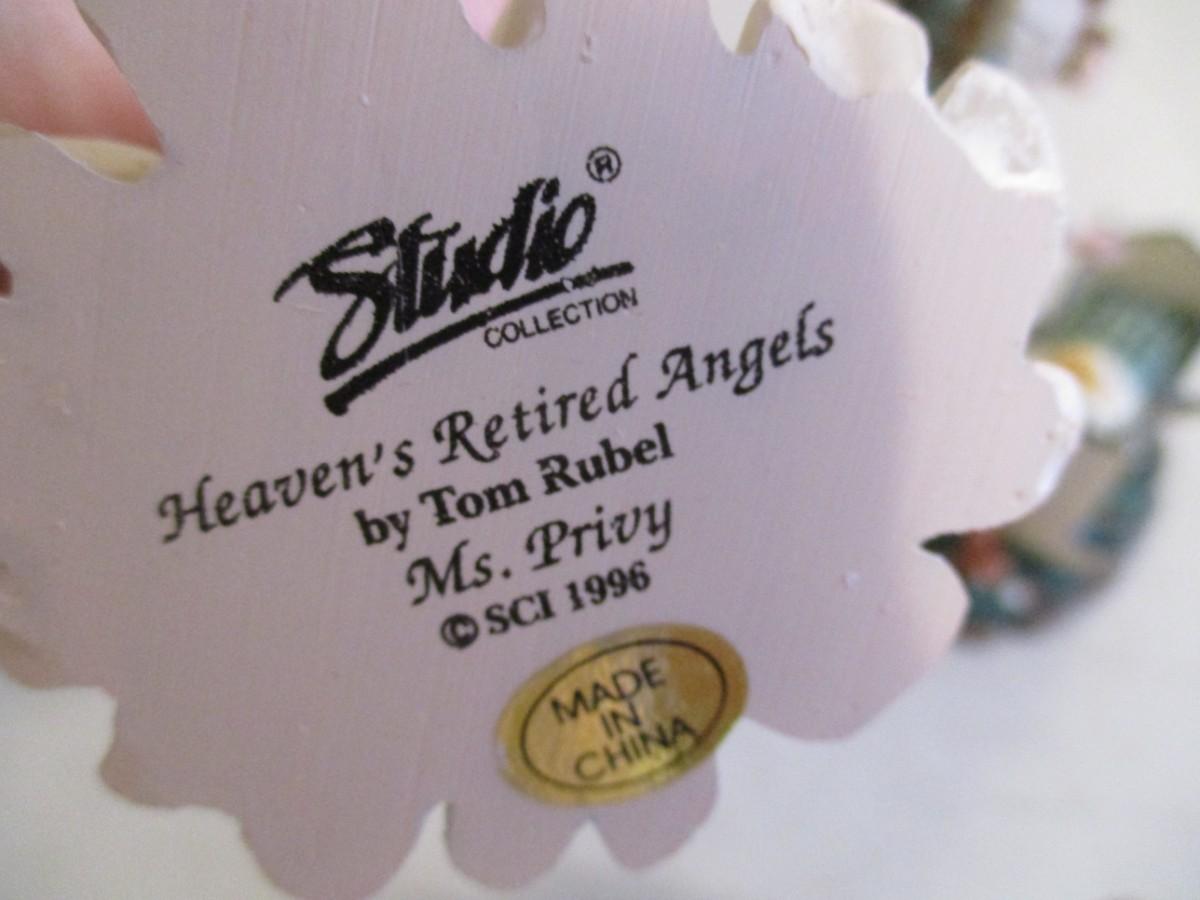 Studio®
COLLECTION
Heaven's Retired Angels
by Tom Rubel
Ms. Privy
© SCI 1996
MADE
IN
CHINA